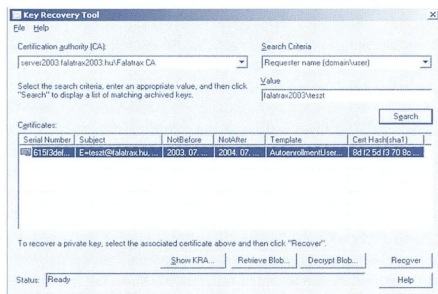 Key Recovery Tool
File Help
Certification authority (CA):
server2003.falatrax2003.hu\Falatrax CA
Search Criteria
Requester name (domain\user)
Select the search criteria, enter an appropriate value, and then click
"Search" to display a list of matching archived keys.
Value
falatrax2003\teszt
Search
Certificates:
Serial Number Subject NotBefore NotAfter Template Cert Hash(sha1)
615f3def... E=teszt@falatrax.hu, ... 2003. 07. ... 2004. 07. ... AutoenrollmentUser... 8d f2 5d f3 70 8c ...
To recover a private key, select the associated certificate above and then click "Recover".
Show KRA... Retrieve Blob... Decrypt Blob... Recover
Status: Ready
Help